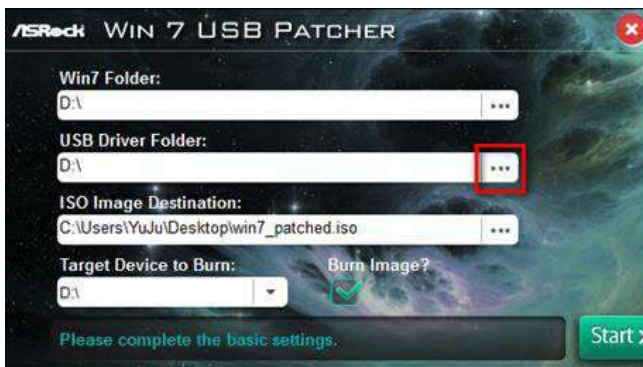 ASRock WIN 7 USB PATCHER
Win7 Folder:
D:\
USB Driver Folder:
D:\
ISO Image Destination:
C:\Users\YuJu\Desktop\win7_patched.iso
Target Device to Burn: Burn Image?
D:\
Please complete the basic settings. Start